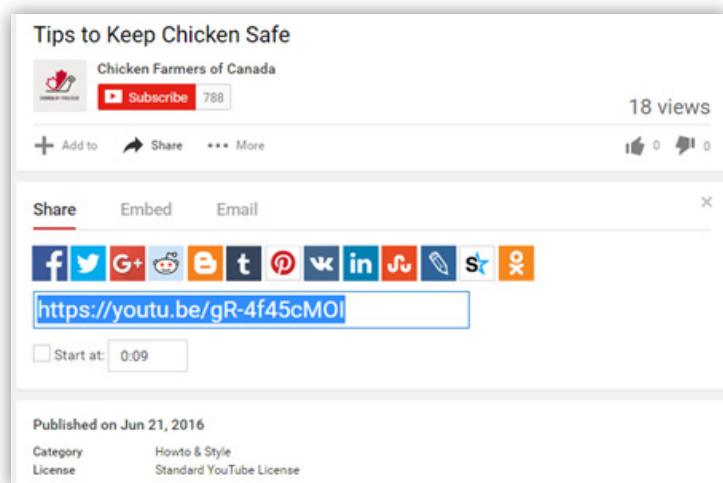 Tips to Keep Chicken Safe
Chicken Farmers of Canada
Subscribe 788
18 views
Add to Share More 0 0
Share Embed Email
G+ B t in
https://youtu.be/gR-4f45cMOI
Start at: 0:09
Published on Jun 21, 2016
Category Howto & Style
License Standard YouTube License